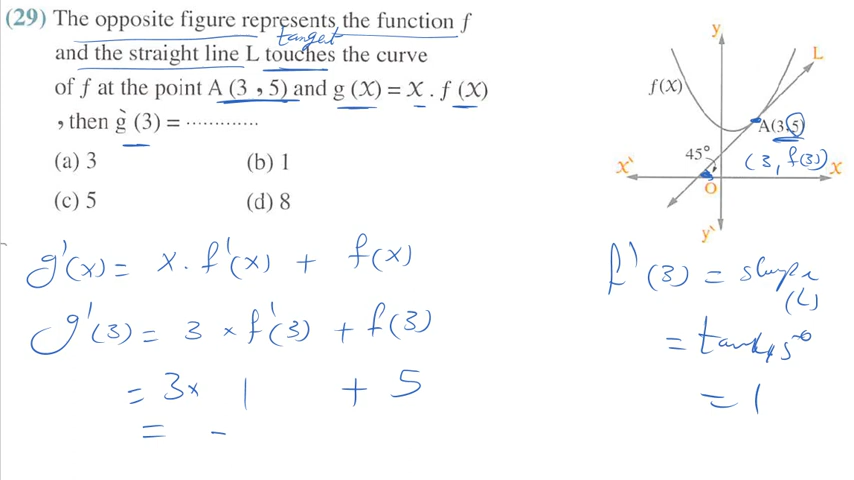 (29) The opposite figure represents the function f
tanget
and the straight line L touches the curve
of f at the point A (3 , 5) and g (X) = X . f (X)
, then g̀ (3) = .............
(a) 3 (b) 1
(c) 5 (d) 8
y
L
f(X)
A(3,5)
45°
(3, f(3))
X` O X
y`
g'(x) = x . f'(x) + f(x)
g'(3) = 3 × f'(3) + f(3)
= 3 × 1 + 5
=
f'(3) = slope
(L)
= tan 45°
= 1